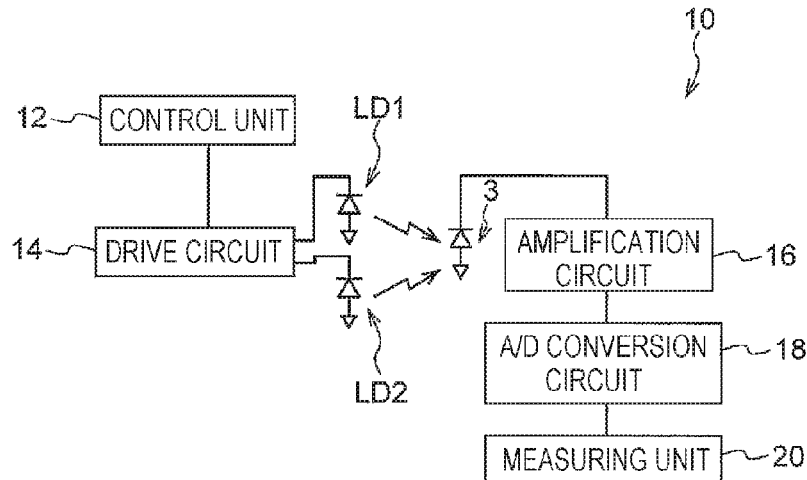 10
LD1
12
CONTROL UNIT
3
14
DRIVE CIRCUIT
AMPLIFICATION
CIRCUIT
16
LD2
A/D CONVERSION
CIRCUIT
18
MEASURING UNIT
20